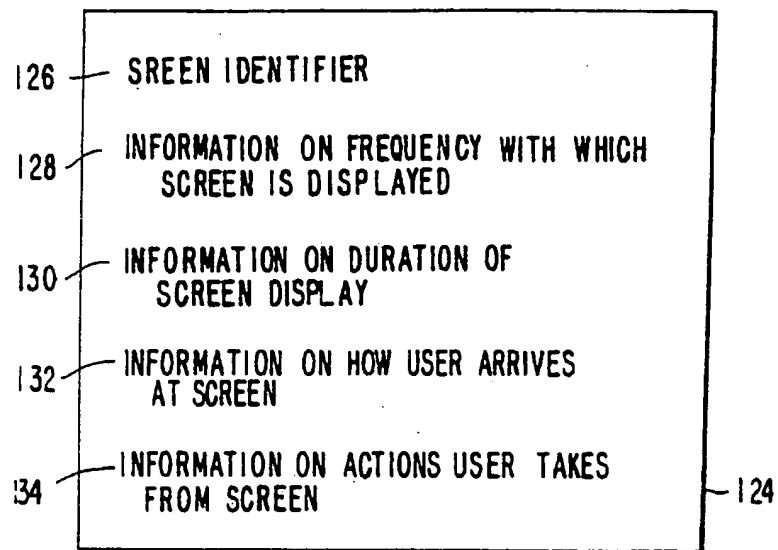 126 SREEN IDENTIFIER
128 INFORMATION ON FREQUENCY WITH WHICH
SCREEN IS DISPLAYED
130 INFORMATION ON DURATION OF
SCREEN DISPLAY
132 INFORMATION ON HOW USER ARRIVES
AT SCREEN
134 INFORMATION ON ACTIONS USER TAKES
FROM SCREEN
124